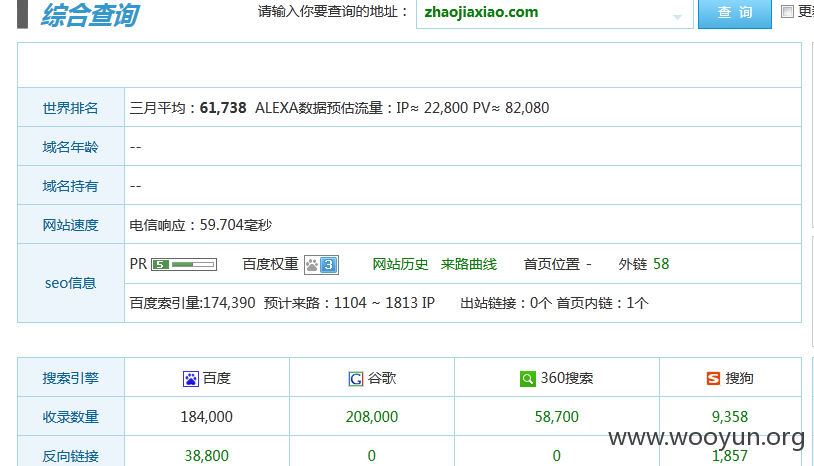 综合查询 请输入你要查询的地址： zhaojiaxiao.com 查 询 更新
世界排名 三月平均：61,738 ALEXA数据预估流量：IP≈ 22,800 PV≈ 82,080
域名年龄 --
域名持有 --
网站速度 电信响应：59.704毫秒
seo信息 PR 5 百度权重 3 网站历史 来路曲线 首页位置 - 外链 58
百度索引量:174,390 预计来路：1104 ~ 1813 IP 出站链接：0个 首页内链：1个
搜索引擎 百度 谷歌 360搜索 搜狗
收录数量 184,000 208,000 58,700 9,358
反向链接 38,800 0 0 1,857
www.wooyun.org